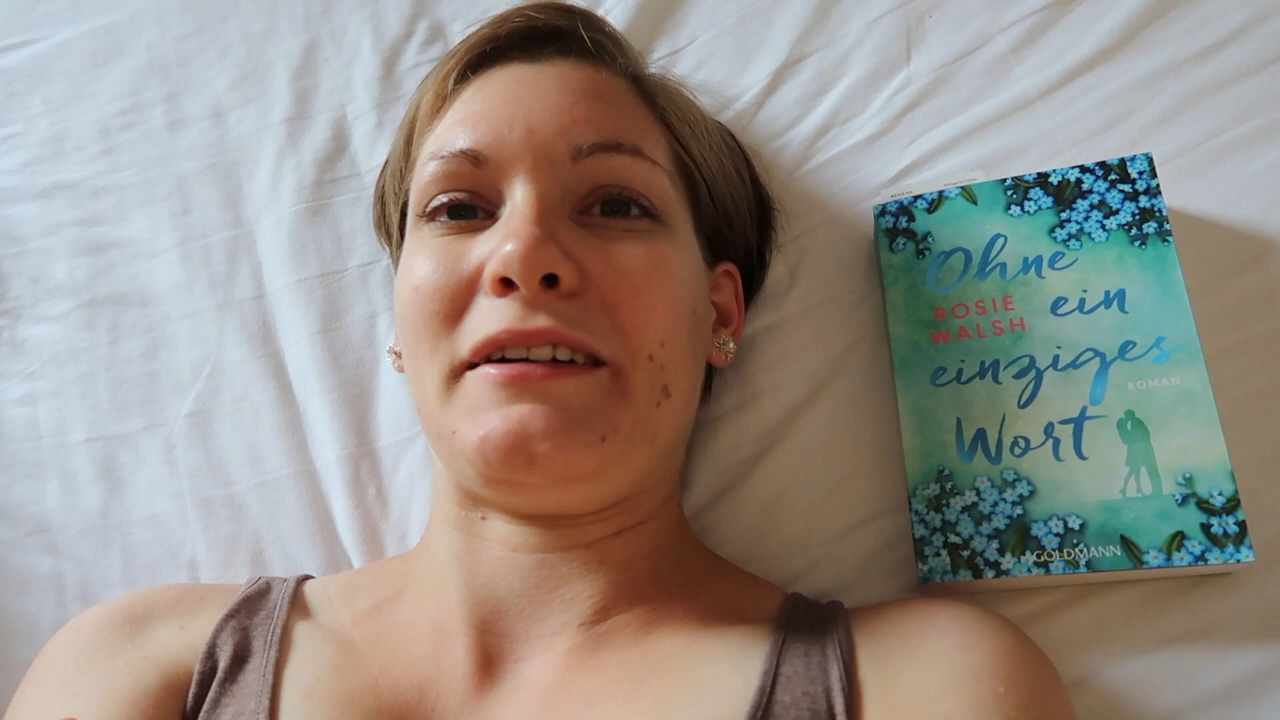 Ohne
ROSIE ein
WALSH
einziges
ROMAN
Wort
GOLDMANN